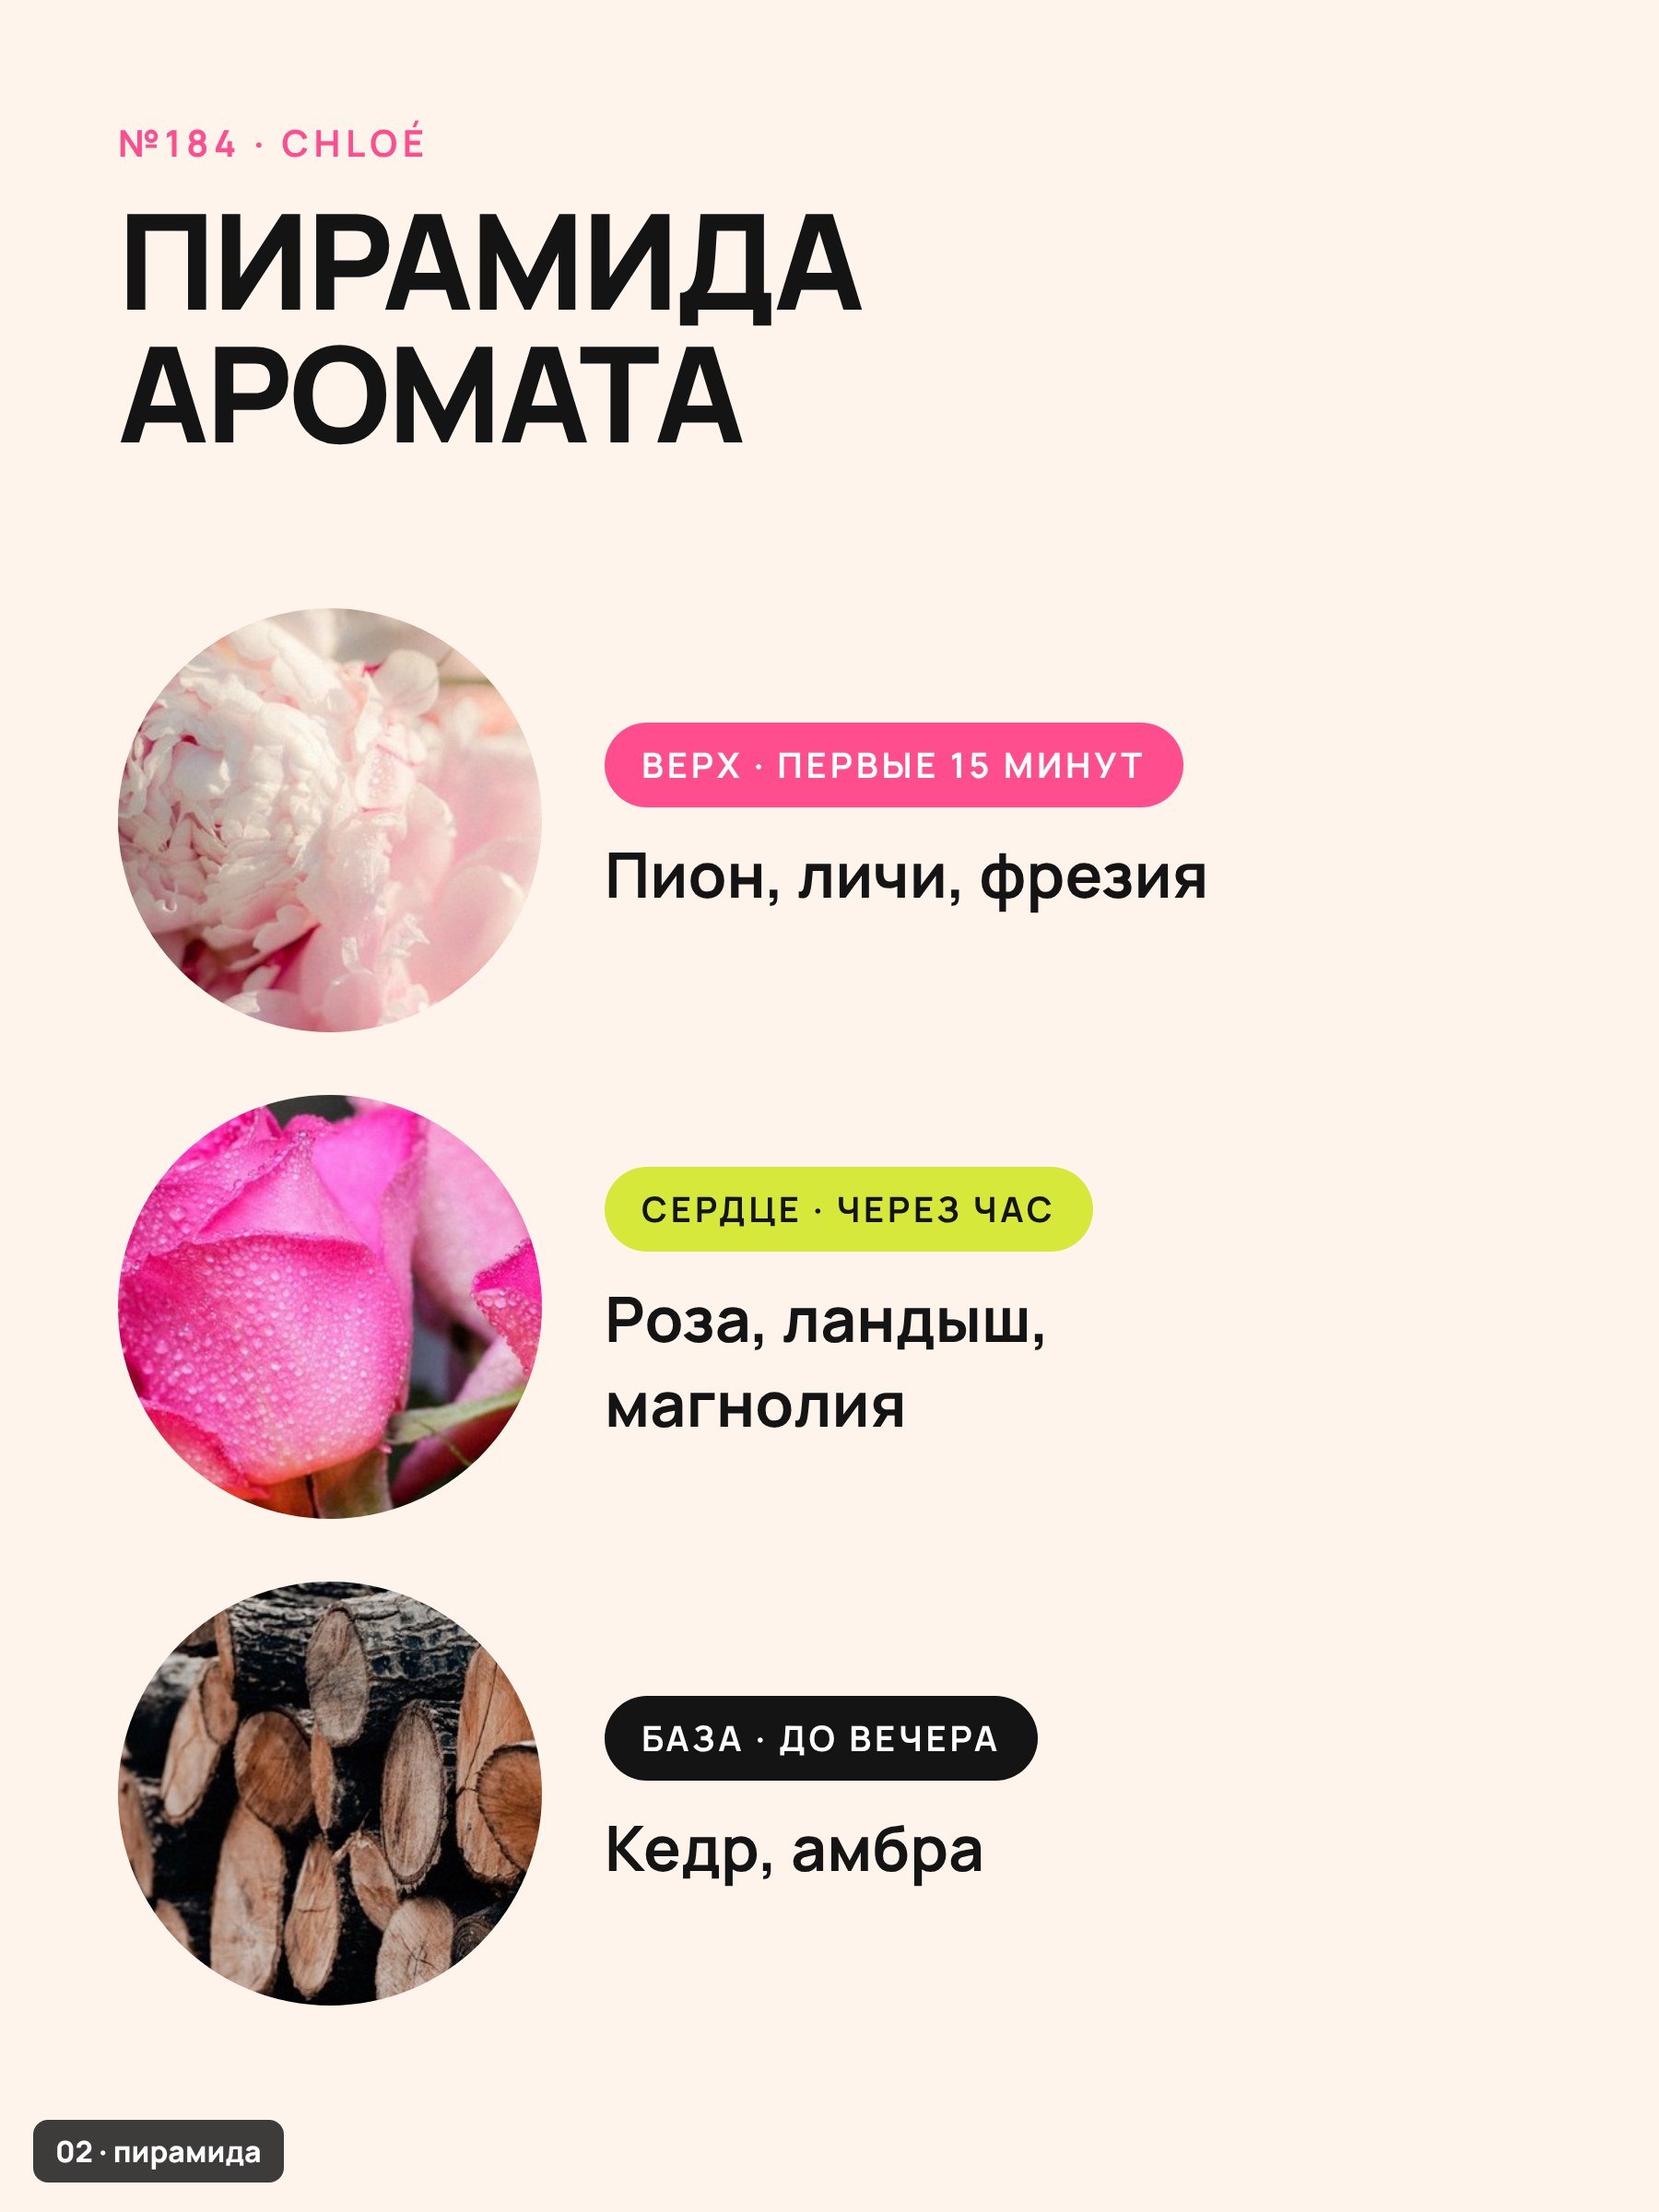 №184 · CHLOÉ
ПИРАМИДА
АРОМАТА
ВЕРХ · ПЕРВЫЕ 15 МИНУТ
Пион, личи, фрезия
СЕРДЦЕ · ЧЕРЕЗ ЧАС
Роза, ландыш,
магнолия
БАЗА · ДО ВЕЧЕРА
Кедр, амбра
02 · пирамида